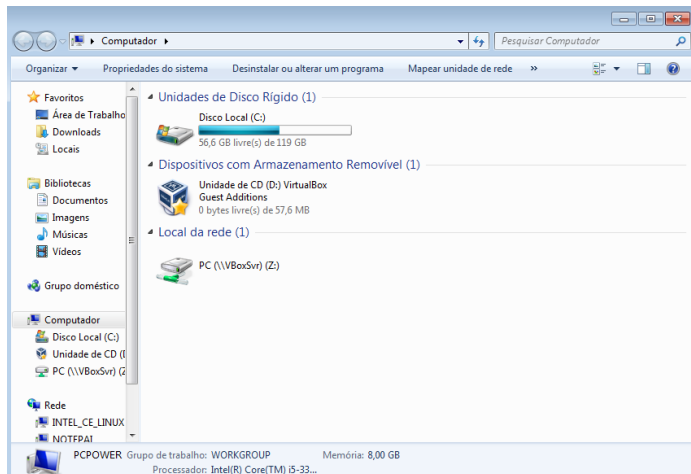 Computador
Pesquisar Computador
Organizar
Propriedades do sistema
Desinstalar ou alterar um programa
Mapear unidade de rede
»
Favoritos
Área de Trabalho
Downloads
Locais
Bibliotecas
Documentos
Imagens
Músicas
Vídeos
Grupo doméstico
Computador
Disco Local (C:)
Unidade de CD (
PC (\\VBoxSvr) (Z
Rede
INTEL_CE_LINUX
NOTEPAI
Unidades de Disco Rígido (1)
Disco Local (C:)
56,6 GB livre(s) de 119 GB
Dispositivos com Armazenamento Removível (1)
Unidade de CD (D:) VirtualBox
Guest Additions
0 bytes livre(s) de 57,6 MB
Local da rede (1)
PC (\\VBoxSvr) (Z:)
PCPOWER Grupo de trabalho: WORKGROUP Memória: 8,00 GB
Processador: Intel(R) Core(TM) i5-33...